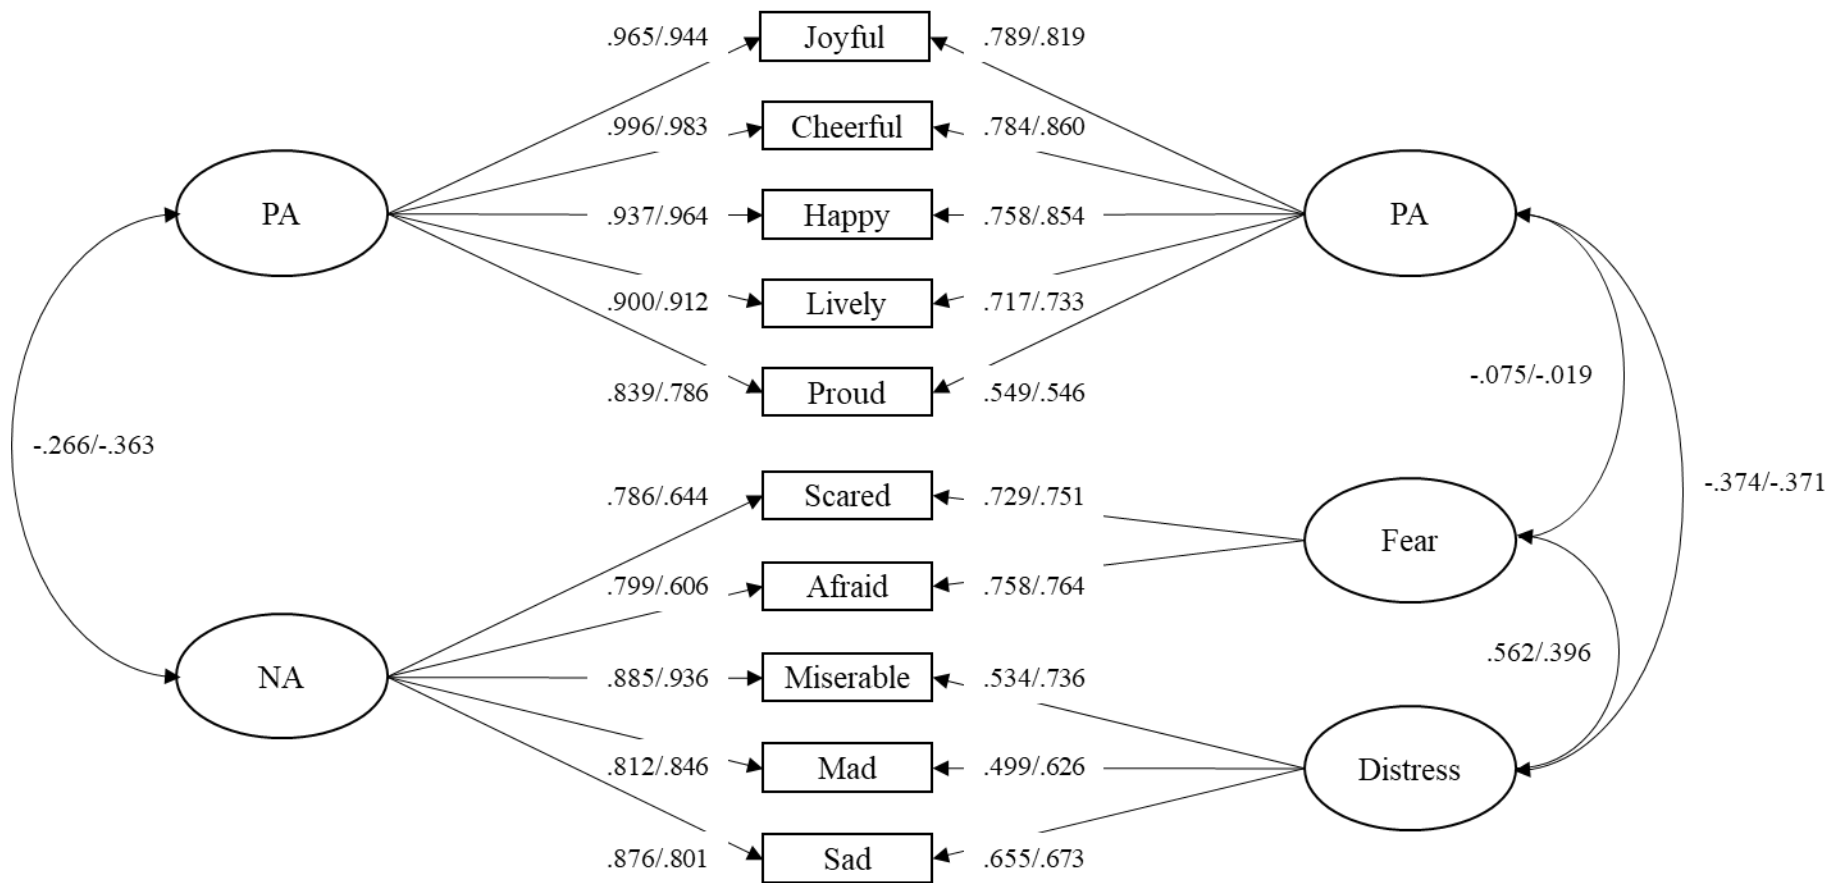 .965/.944 Joyful .789/.819
.996/.983 Cheerful .784/.860
PA .937/.964 Happy .758/.854 PA
.900/.912 Lively .717/.733
-.075/-.019
.839/.786 Proud .549/.546
-.266/-.363
-.374/-.371
.786/.644 Scared .729/.751
Fear
.799/.606 Afraid .758/.764
.562/.396
NA .885/.936 Miserable .534/.736
.812/.846 Mad .499/.626 Distress
.876/.801 Sad .655/.673